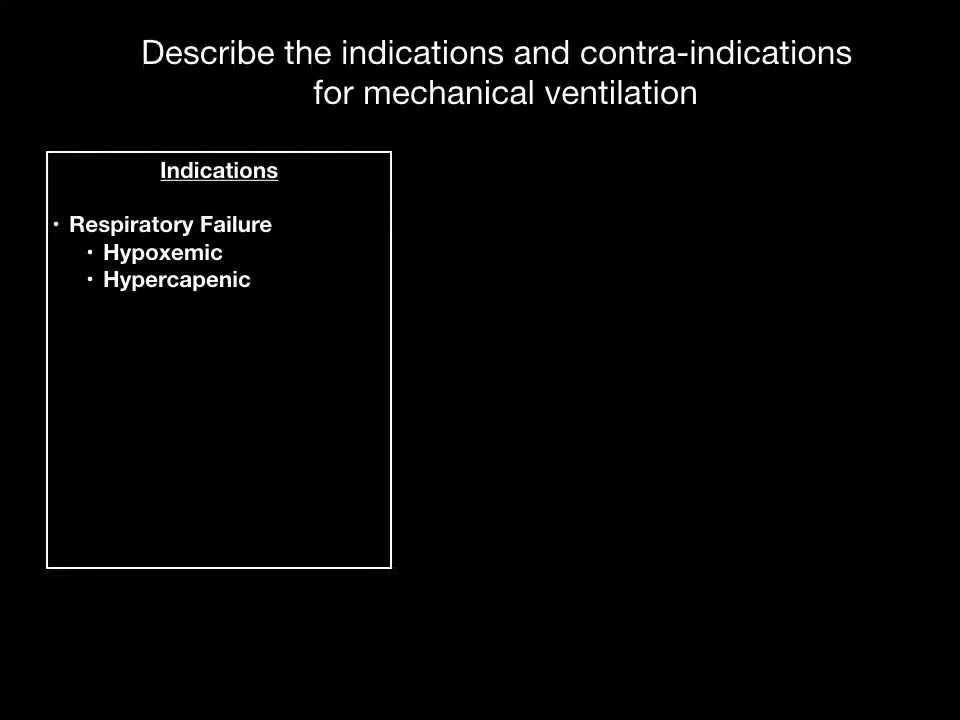 Describe the indications and contra-indications
for mechanical ventilation
Indications
• Respiratory Failure
• Hypoxemic
• Hypercapenic